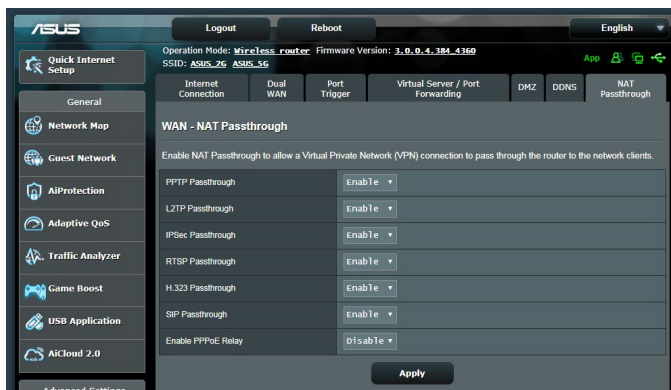 ASUS
Logout
Reboot
English
Quick Internet
Setup
Operation Mode: Wireless router Firmware Version: 3.0.0.4.384_4360
SSID: ASUS_2G ASUS_5G
App
General
Network Map
Guest Network
AiProtection
Adaptive QoS
Traffic Analyzer
Game Boost
USB Application
AiCloud 2.0
Advanced Settings
Internet
Connection
Dual
WAN
Port
Trigger
Virtual Server / Port
Forwarding
DMZ
DDNS
NAT
Passthrough
WAN - NAT Passthrough
Enable NAT Passthrough to allow a Virtual Private Network (VPN) connection to pass through the router to the network clients.
PPTP Passthrough Enable
L2TP Passthrough Enable
IPSec Passthrough Enable
RTSP Passthrough Enable
H.323 Passthrough Enable
SIP Passthrough Enable
Enable PPPoE Relay Disable
Apply